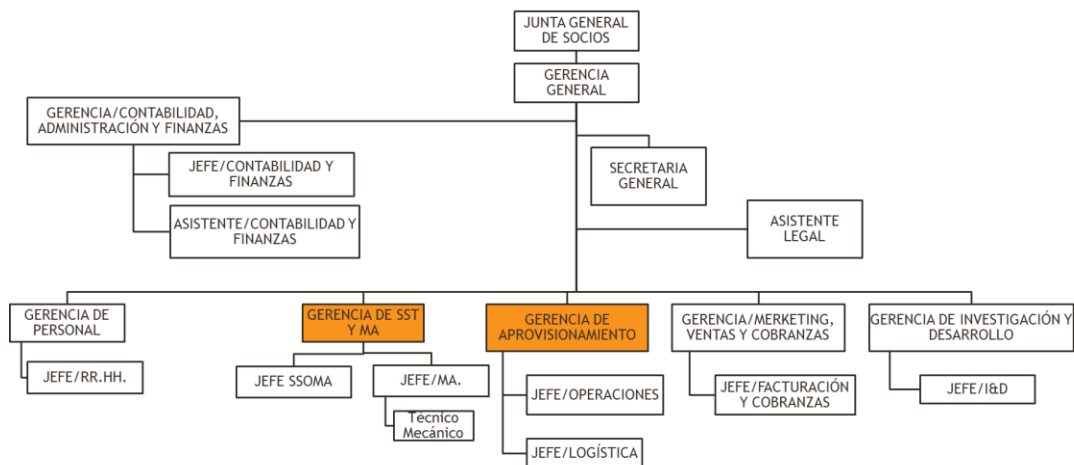 JUNTA GENERAL
DE SOCIOS
GERENCIA
GENERAL
GERENCIA/CONTABILIDAD,
ADMINISTRACIÓN Y FINANZAS
JEFE/CONTABILIDAD Y
FINANZAS
SECRETARIA
GENERAL
ASISTENTE/CONTABILIDAD Y
FINANZAS
ASISTENTE
LEGAL
GERENCIA DE
PERSONAL
JEFE/RR.HH.
GERENCIA DE SST
Y MA
JEFE SSOMA
JEFE/MA.
Técnico
Mecánico
GERENCIA DE
APROVISIONAMIENTO
JEFE/OPERACIONES
JEFE/LOGÍSTICA
GERENCIA/MERKETING,
VENTAS Y COBRANZAS
JEFE/FACTURACIÓN
Y COBRANZAS
GERENCIA DE INVESTIGACIÓN Y
DESARROLLO
JEFE/I&D